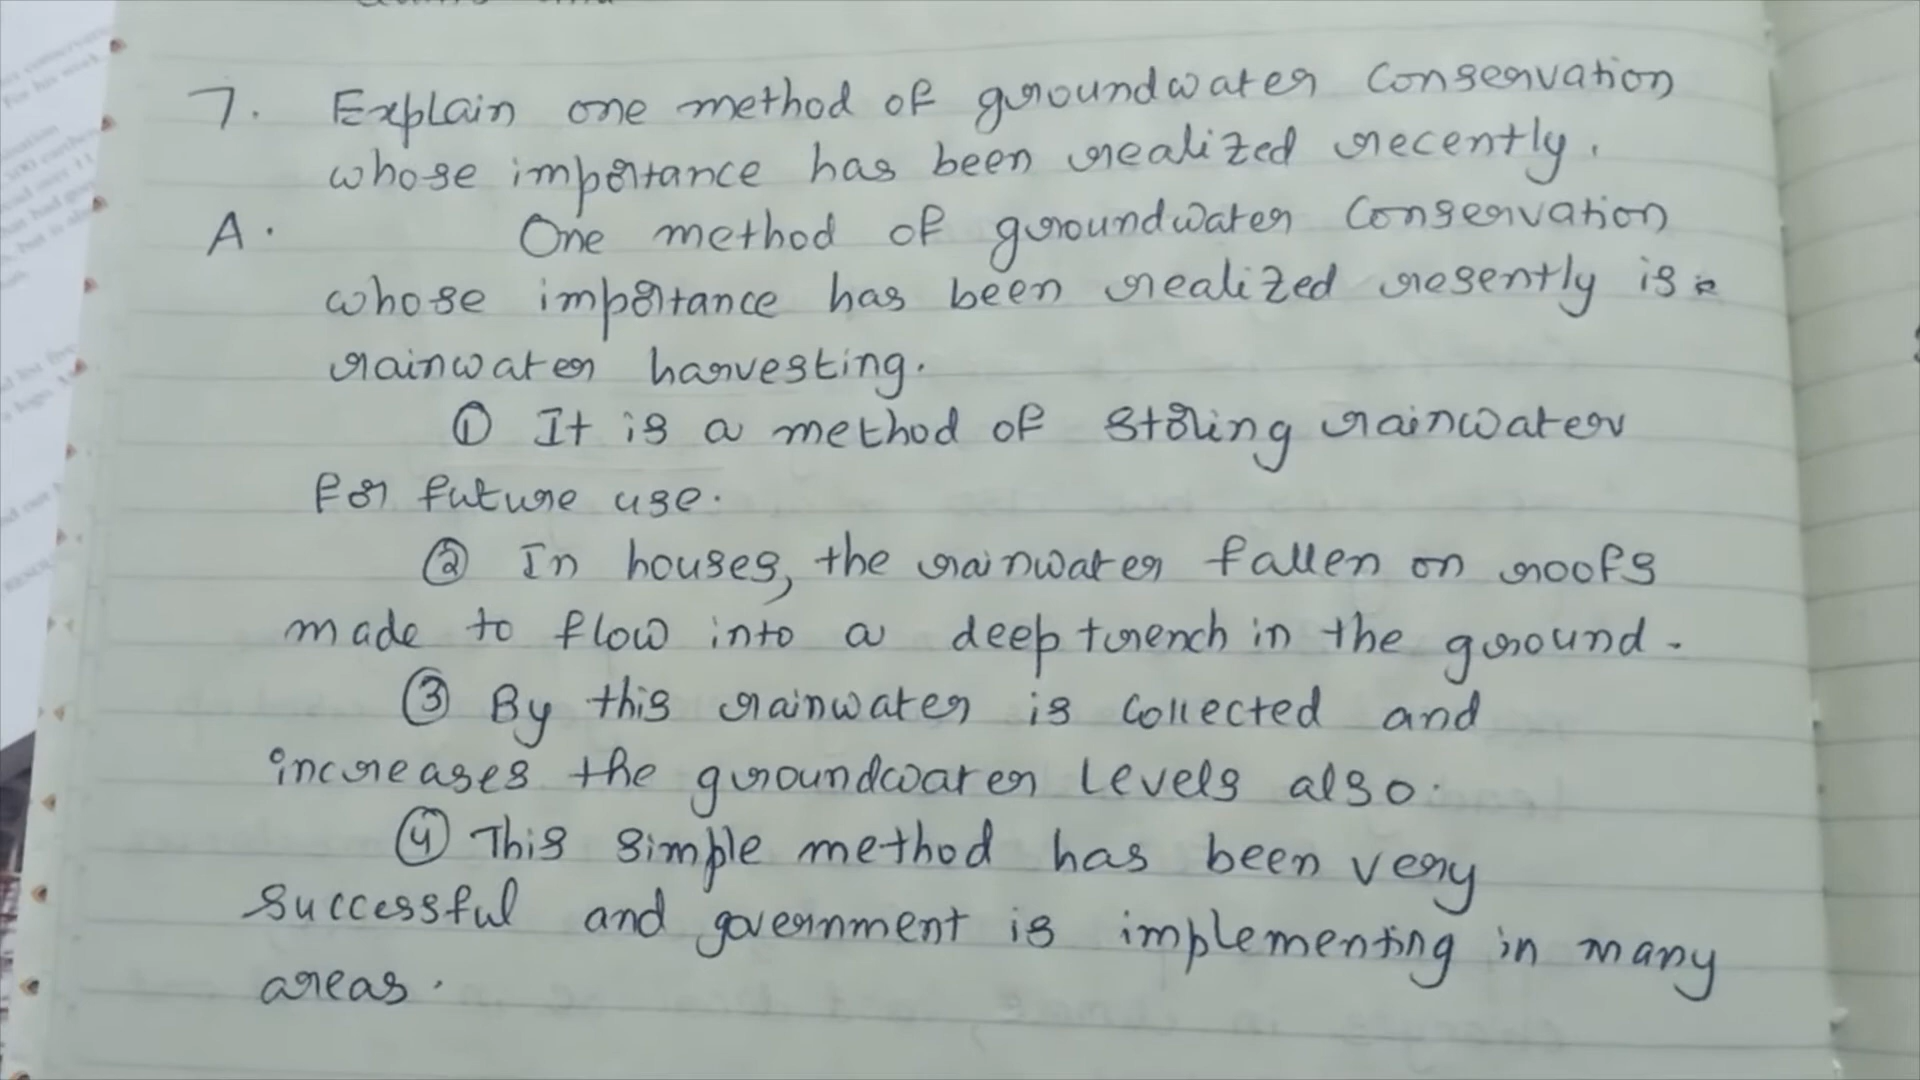 7. Explain one method of groundwater conservation
whose importance has been realized recently.
A. One method of groundwater conservation
whose importance has been realized resently is
rainwater harvesting.
① It is a method of storing rainwater
for future use.
② In houses, the rainwater fallen on roofs
made to flow into a deep trench in the ground.
③ By this rainwater is collected and
increases the groundwater levels also.
④ This simple method has been very
successful and government is implementing in many
areas.